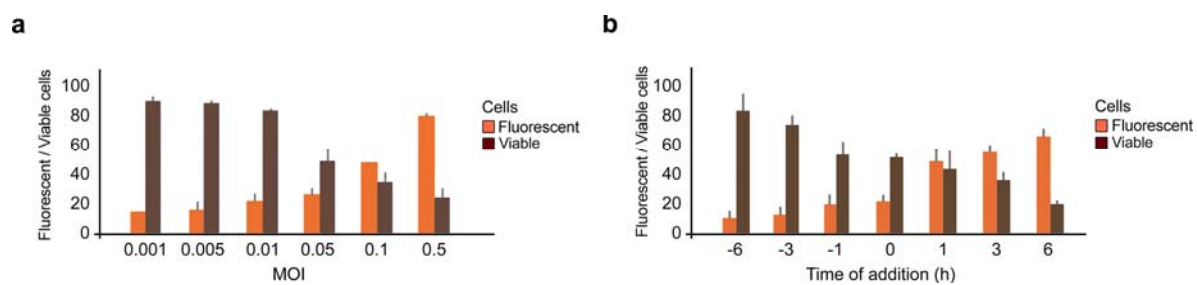 a
Fluorescent / Viable cells
100
80
60
40
20
0
0.001 0.005 0.01 0.05 0.1 0.5
MOI
Cells
Fluorescent
Viable
b
Fluorescent / Viable cells
100
80
60
40
20
0
-6 -3 -1 0 1 3 6
Time of addition (h)
Cells
Fluorescent
Viable